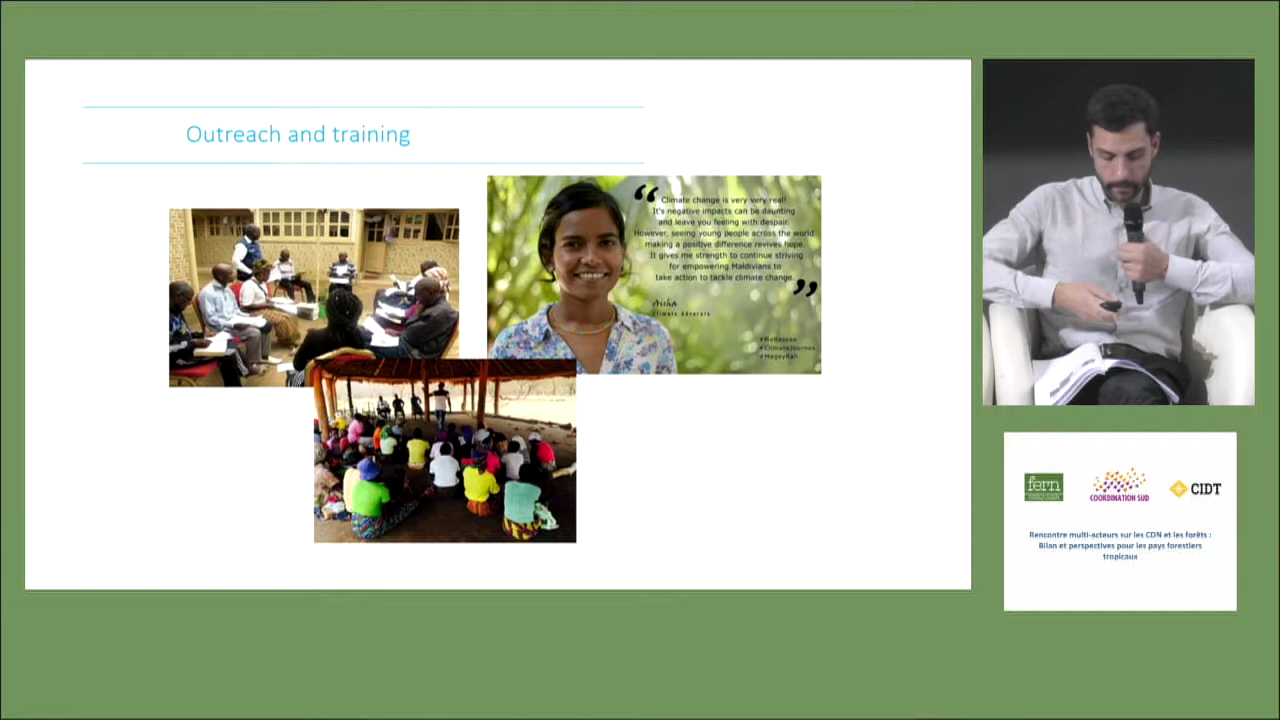 Outreach and training
Climate change is very very real!
It's negative impacts can be daunting
and leave you feeling with despair.
However, seeing young people across the world
making a positive difference revives hope.
It gives me strength to continue striving
for empowering Maldivians to
take action to tackle climate change.
Aisha
Climate Advocate
#ClimateJourney
#MageyRah
fern
COORDINATION SUD
CIDT
Rencontre multi-acteurs sur les CDN et les forêts :
Bilan et perspectives pour les pays forestiers
tropicaux